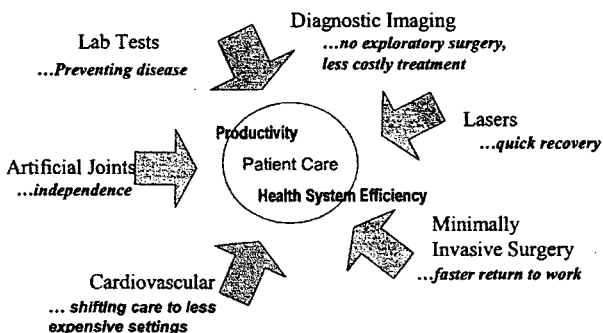 Diagnostic Imaging
...no exploratory surgery,
less costly treatment
Lab Tests
...Preventing disease
Lasers
...quick recovery
Productivity
Patient Care
Health System Efficiency
Artificial Joints
...independence
Minimally
Invasive Surgery
...faster return to work
Cardiovascular
... shifting care to less
expensive settings